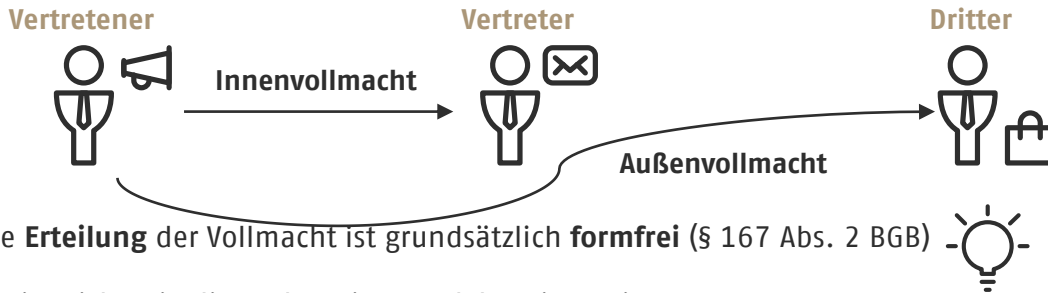 Vertretener Vertreter Dritter
Innenvollmacht
Außenvollmacht
e Erteilung der Vollmacht ist grundsätzlich formfrei (§ 167 Abs. 2 BGB)